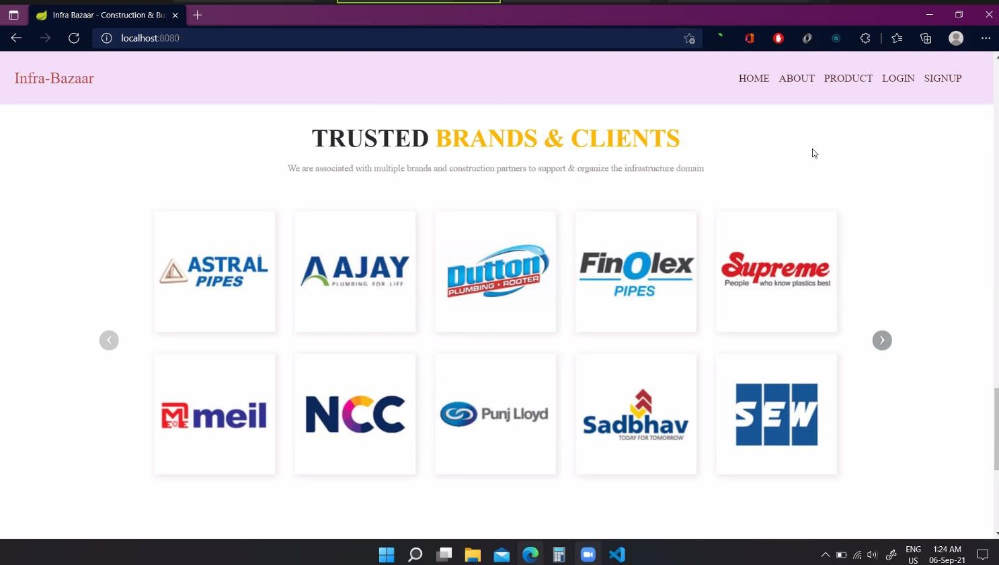 Infra Bazaar - Construction & Bu
localhost:8080
Infra-Bazaar
HOME ABOUT PRODUCT LOGIN SIGNUP
TRUSTED BRANDS & CLIENTS
We are associated with multiple brands and construction partners to support & organize the infrastructure domain
ASTRAL
PIPES
AJAY
PLUMBING FOR LIFE
Dutton
PLUMBING • ROOTER
FinOlex
PIPES
Supreme
People who know plastics best
meil
NCC
Punj Lloyd
Sadbhav
TODAY FOR TOMORROW
SEW
ENG
US
1:24 AM
06-Sep-21